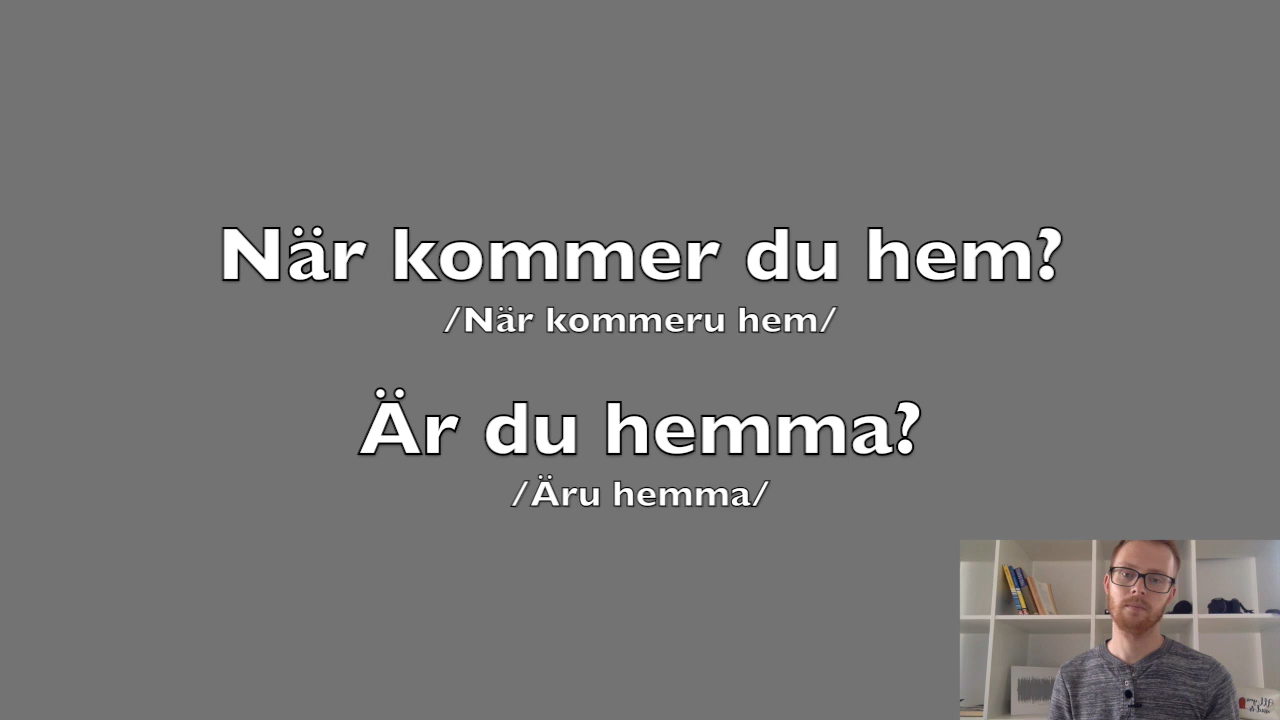 När kommer du hem?
/När kommeru hem/
Är du hemma?
/Äru hemma/